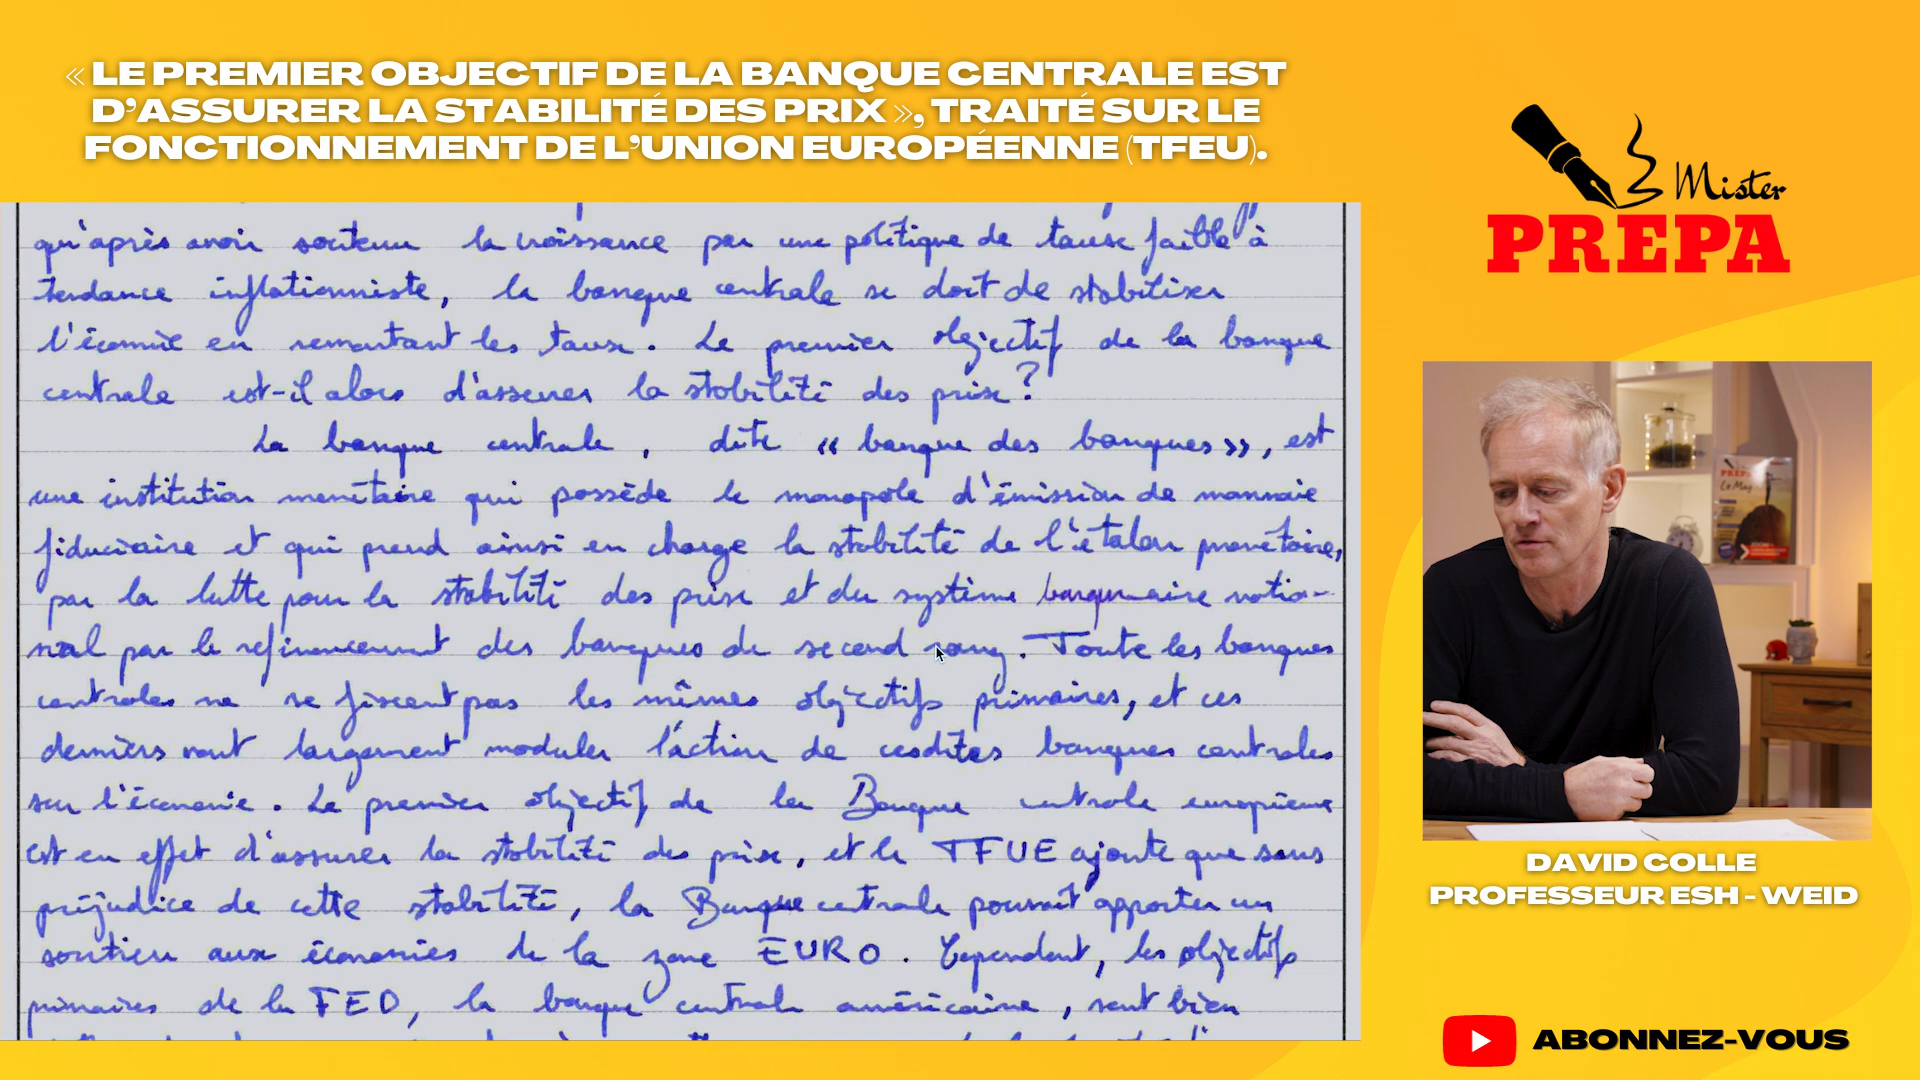 « LE PREMIER OBJECTIF DE LA BANQUE CENTRALE EST
D'ASSURER LA STABILITÉ DES PRIX », TRAITÉ SUR LE
FONCTIONNEMENT DE L'UNION EUROPÉENNE (TFEU).
qu'après avoir soutenu la croissance par une politique de taux faible à
tendance inflationniste, la banque centrale se doit de stabiliser
l'écomie en remontant les taux. Le premier objectif de la banque
centrale est-il alors d'assurer la stabilité des prix ?
La banque centrale, dite « banque des banques », est
une institution monétaire qui possède le monopole d'émission de monnaie
fiduciaire et qui prend ainsi en charge la stabilité de l'étalon monétaire,
par la lutte pour la stabilité des prix et du système banquaire natio-
nal par le refinancement des banques de second rang. Toute les banques
centrales ne se fixent pas les mêmes objectifs primaires, et ces
derniers vont largement moduler l'action de cesdites banques centrales
sur l'économie. Le premier objectif de la Banque centrale européenne
est en effet d'assurer la stabilité des prix, et le TFUE ajoute que sans
préjudice de cette stabilité, la Banque centrale pourrait apporter un
soutien aux économies de la zone EURO. Cependant, les objectifs
primaires de la FED, la banque centrale américaine, sont bien
Mister
PREPA
DAVID COLLE
PROFESSEUR ESH - WEID
ABONNEZ-VOUS